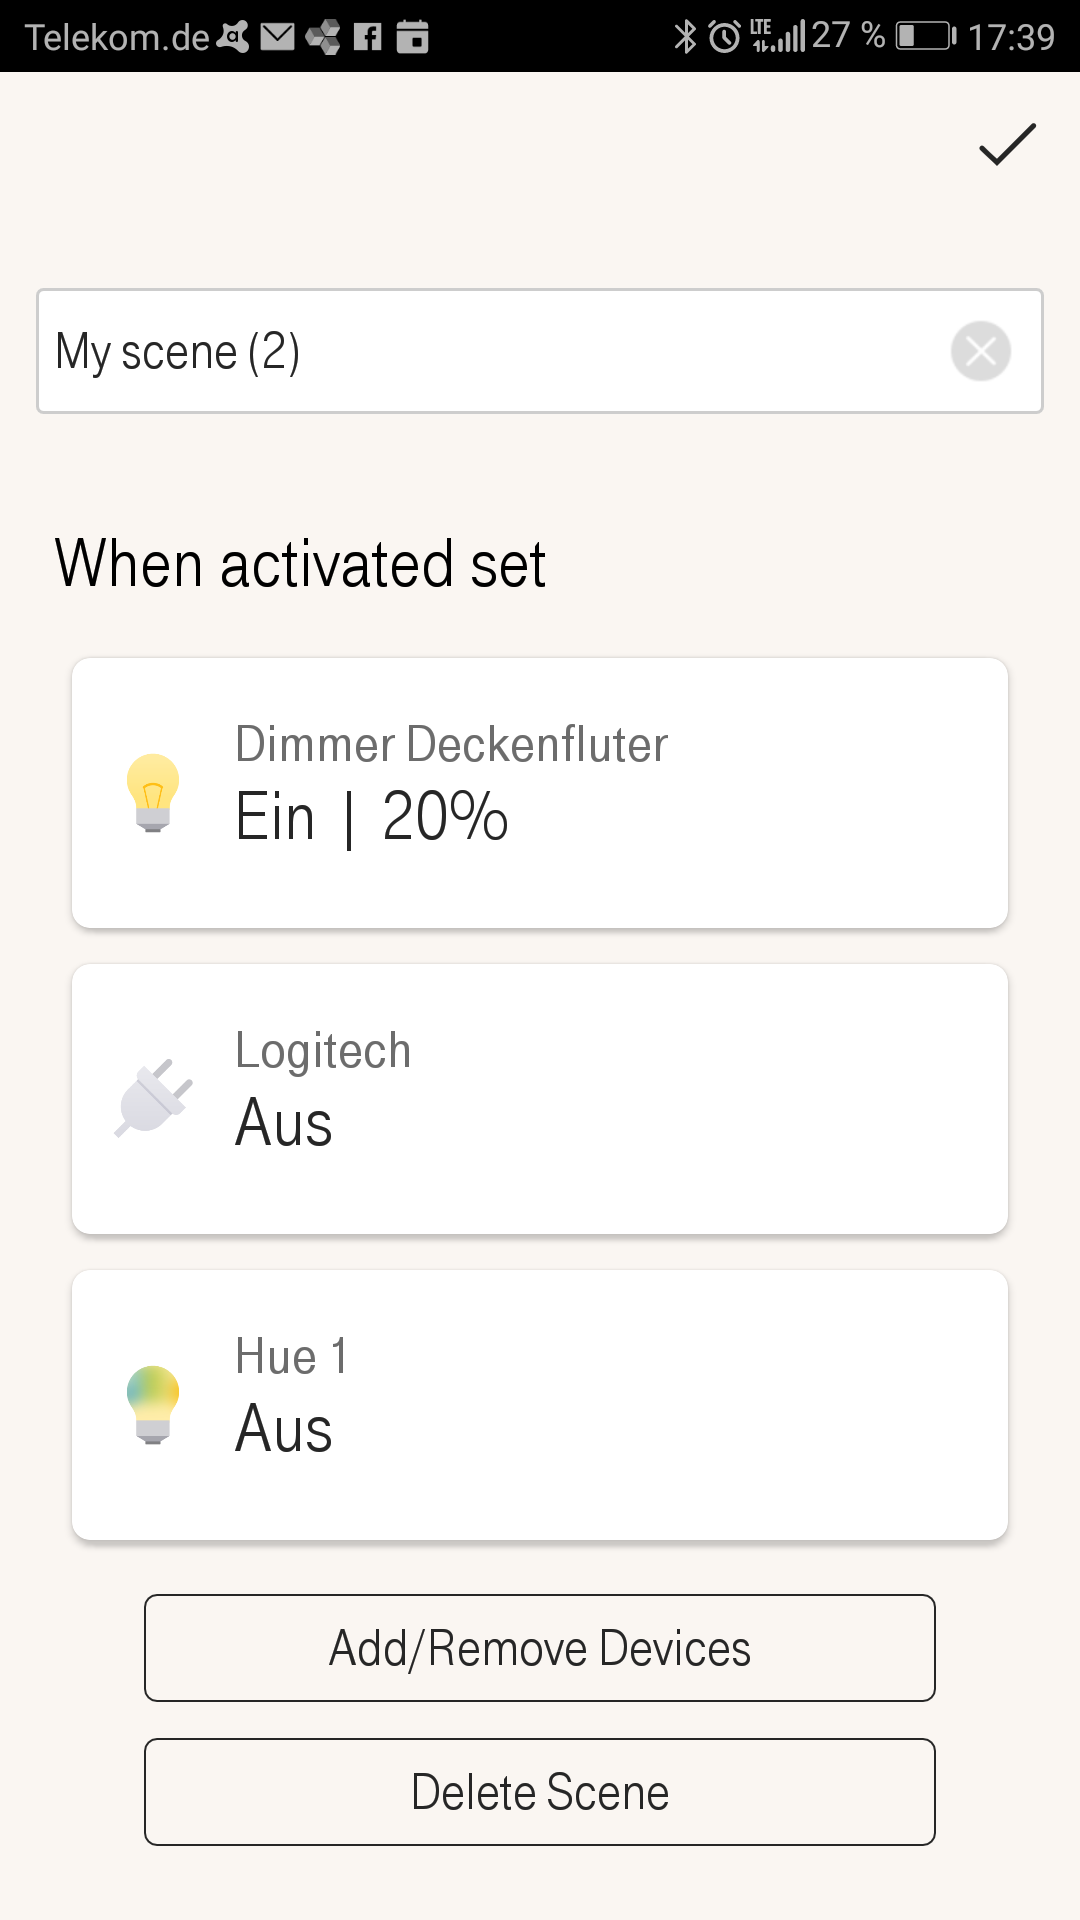 Telekom.de LTE 27 % 17:39
My scene (2)
When activated set
Dimmer Deckenfluter
Ein | 20%
Logitech
Aus
Hue 1
Aus
Add/Remove Devices
Delete Scene